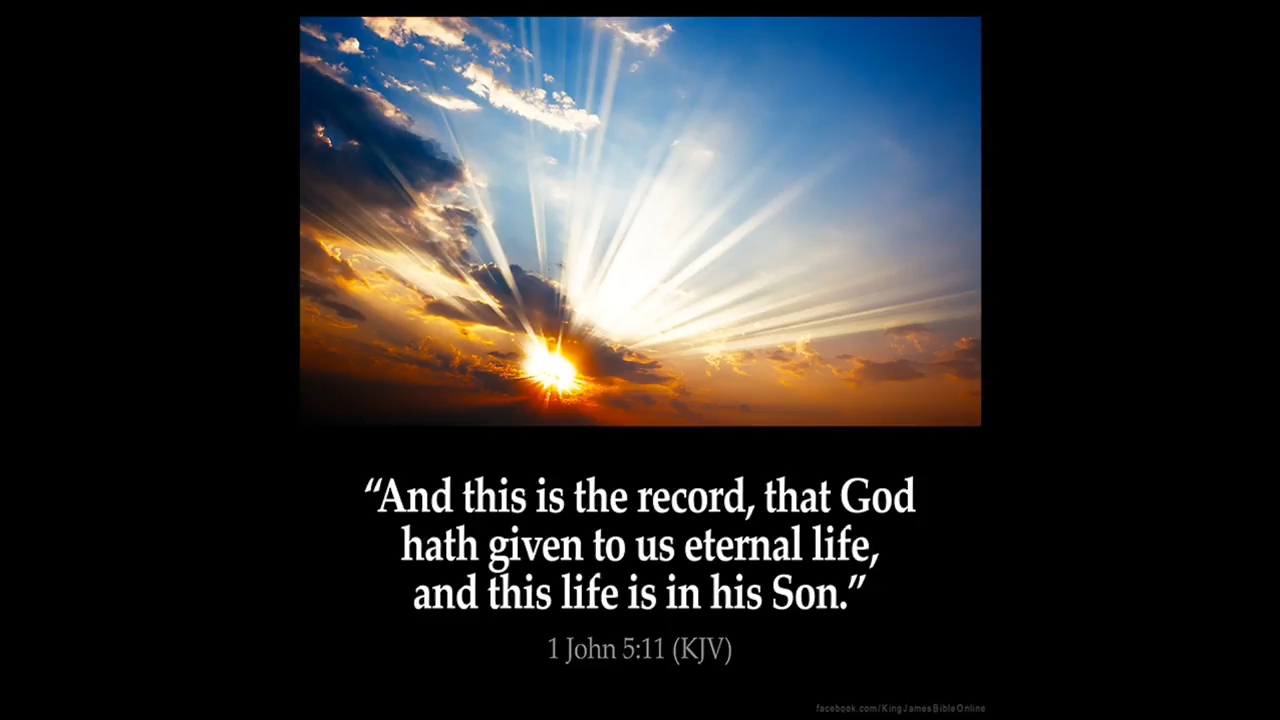 “And this is the record, that God
hath given to us eternal life,
and this life is in his Son.”
1 John 5:11 (KJV)
facebook.com/KingJamesBibleOnline